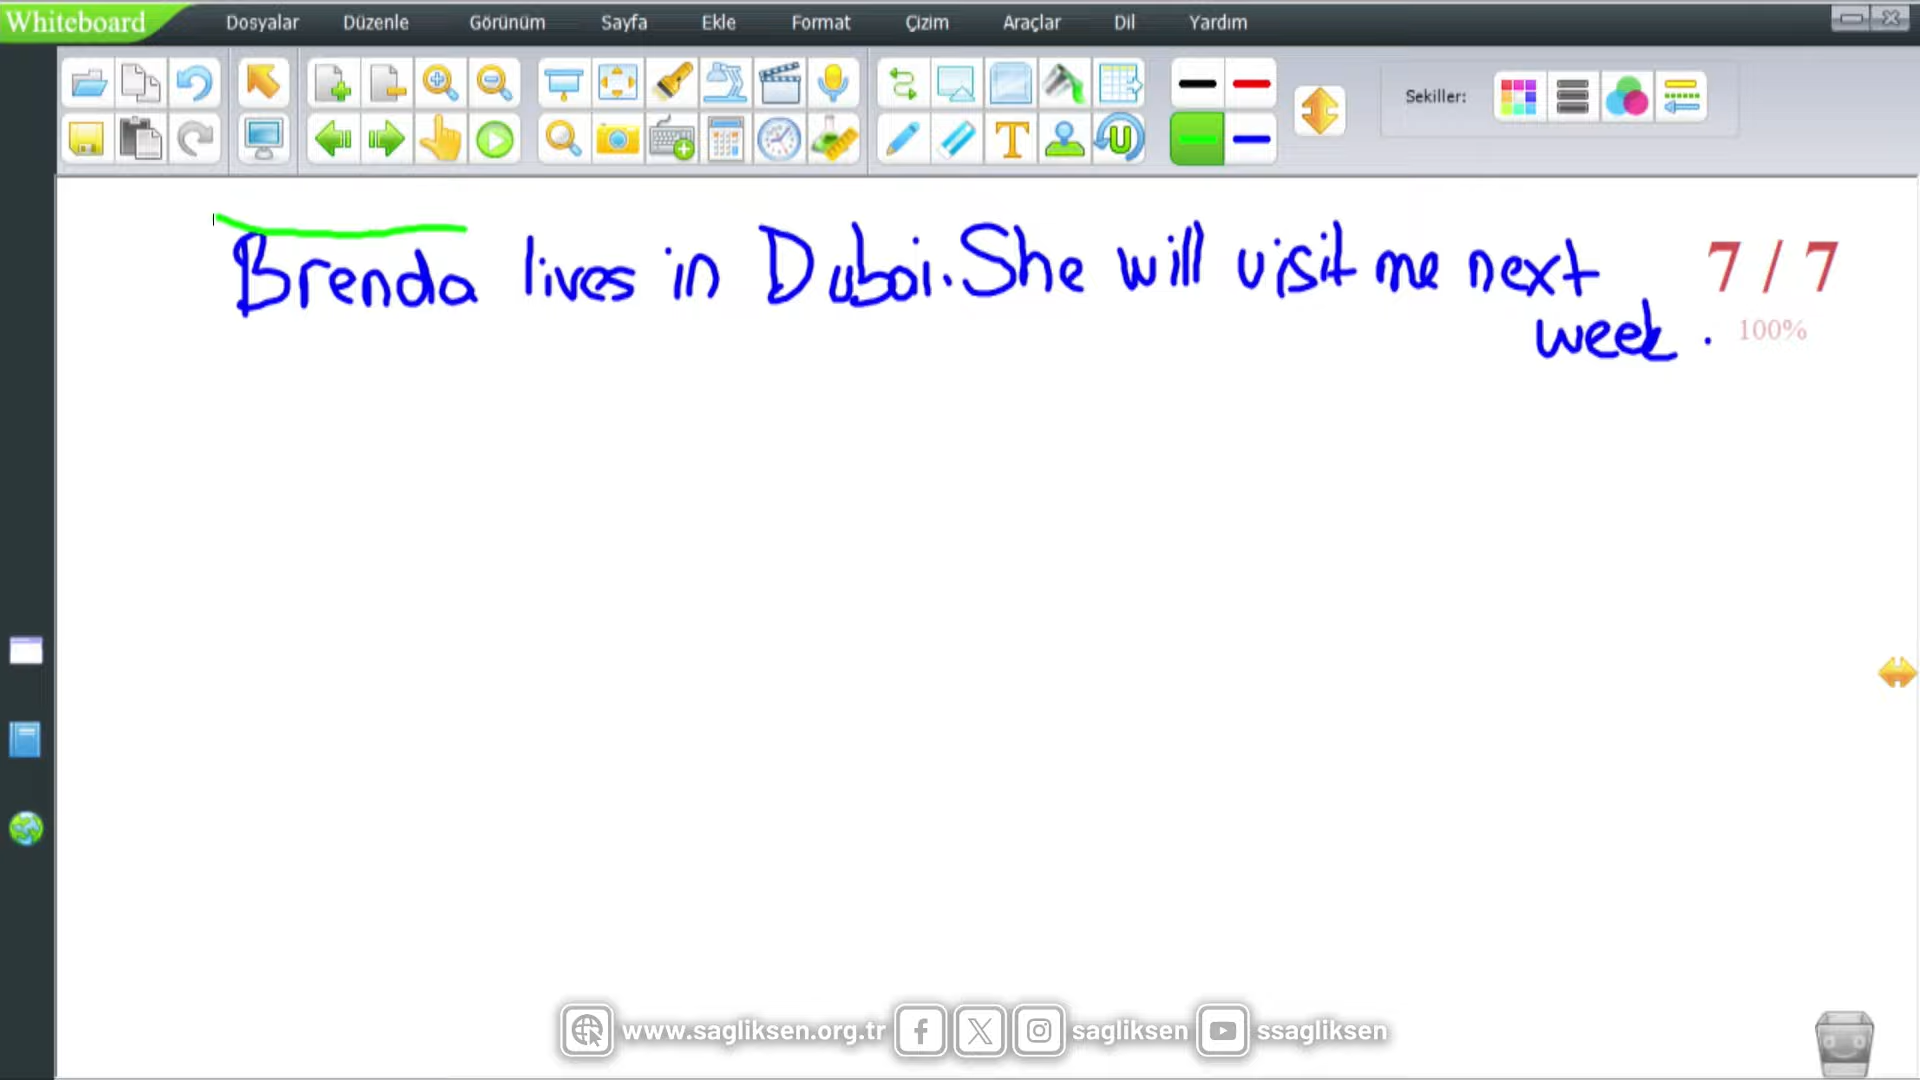 Whiteboard Dosyalar Düzenle Görünüm Sayfa Ekle Format Çizim Araçlar Dil Yardım
Sekiller:
Brenda lives in Dubai. She will visit me next
week.
7 / 7
100%
www.sagliksen.org.tr sagliksen ssagliksen